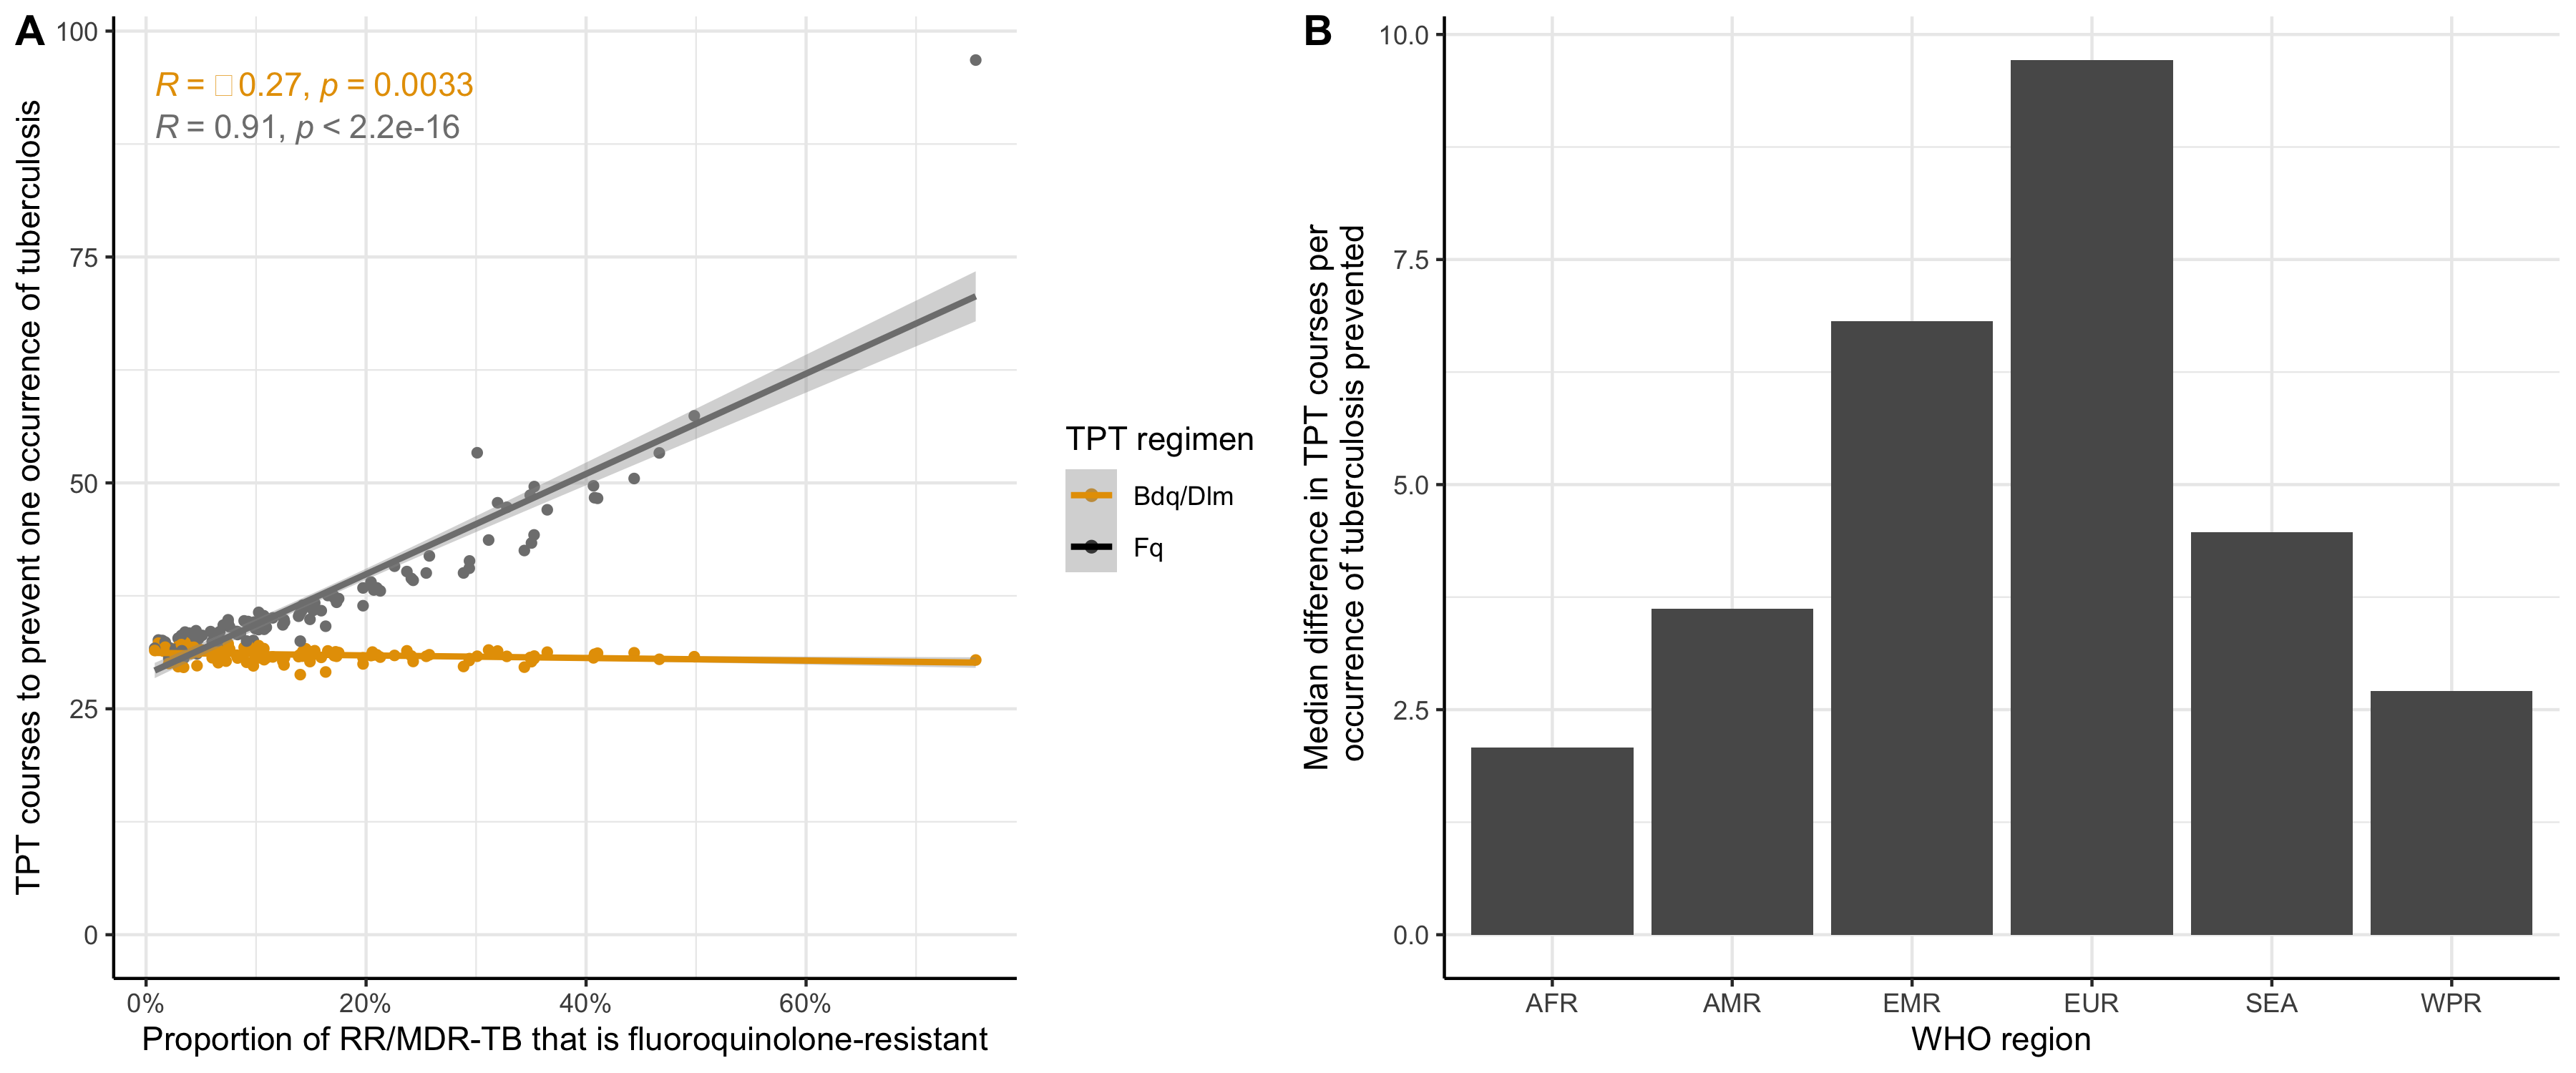 A
R = □0.27, p = 0.0033
R = 0.91, p < 2.2e-16
100
75
50
25
0
TPT courses to prevent one occurrence of tuberculosis
0%
20%
40%
60%
Proportion of RR/MDR-TB that is fluoroquinolone-resistant
TPT regimen
Bdq/Dlm
Fq
B
10.0
7.5
5.0
2.5
0.0
Median difference in TPT courses per
occurrence of tuberculosis prevented
AFR
AMR
EMR
EUR
SEA
WPR
WHO region